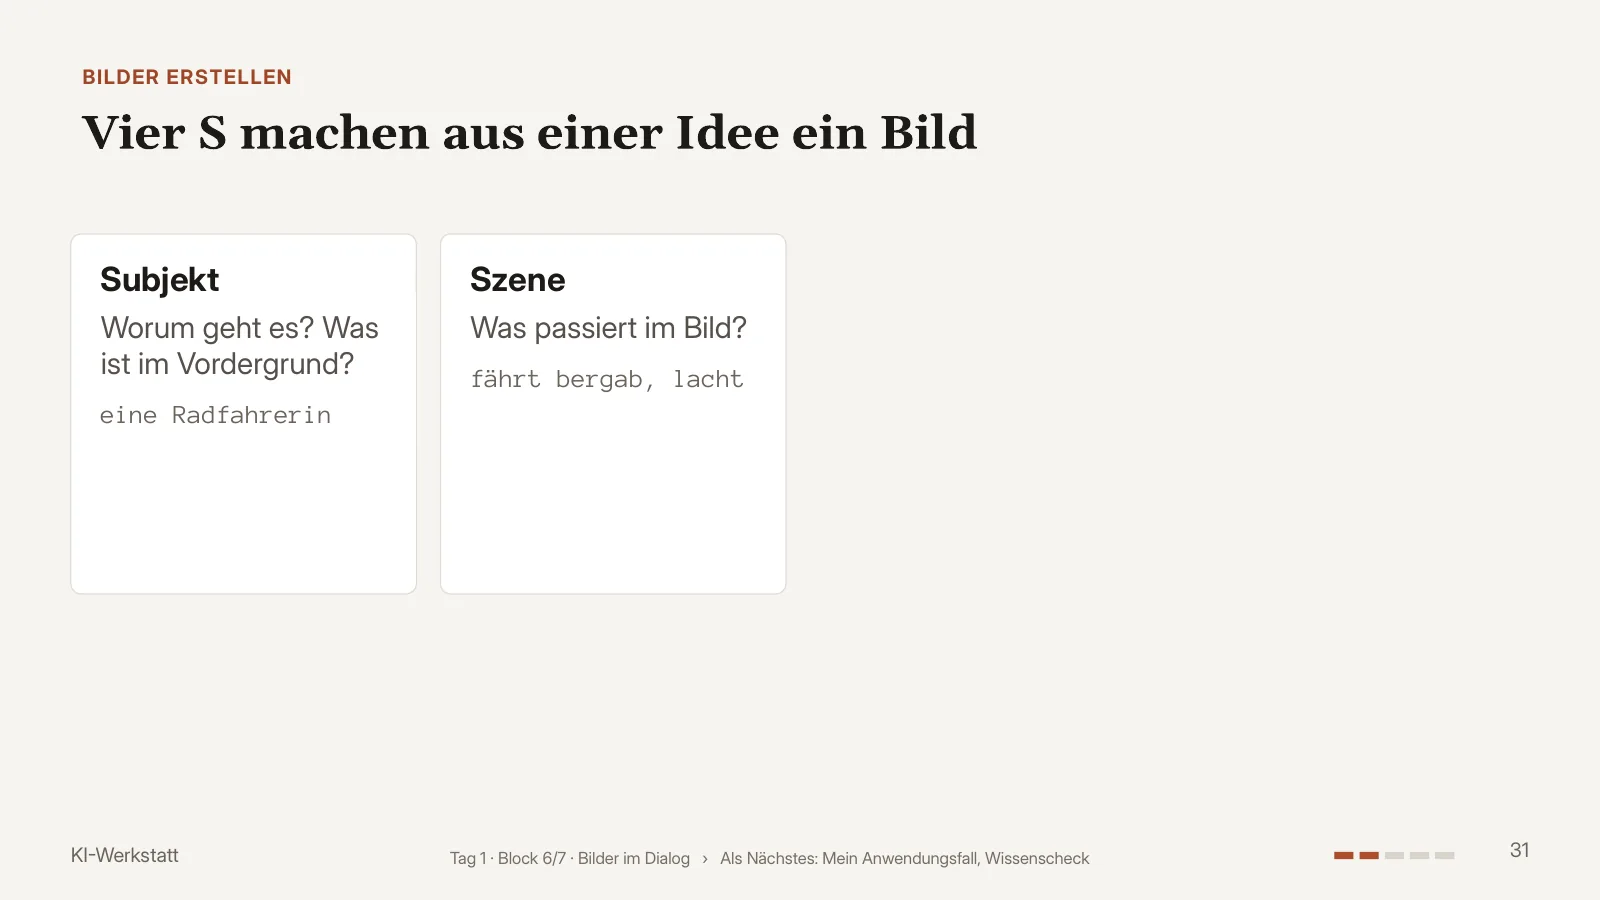 BILDER ERSTELLEN
Vier S machen aus einer Idee ein Bild
Subjekt
Worum geht es? Was
ist im Vordergrund?
eine Radfahrerin
Szene
Was passiert im Bild?
fährt bergab, lacht
KI-Werkstatt
Tag 1 · Block 6/7 · Bilder im Dialog › Als Nächstes: Mein Anwendungsfall, Wissenscheck
31